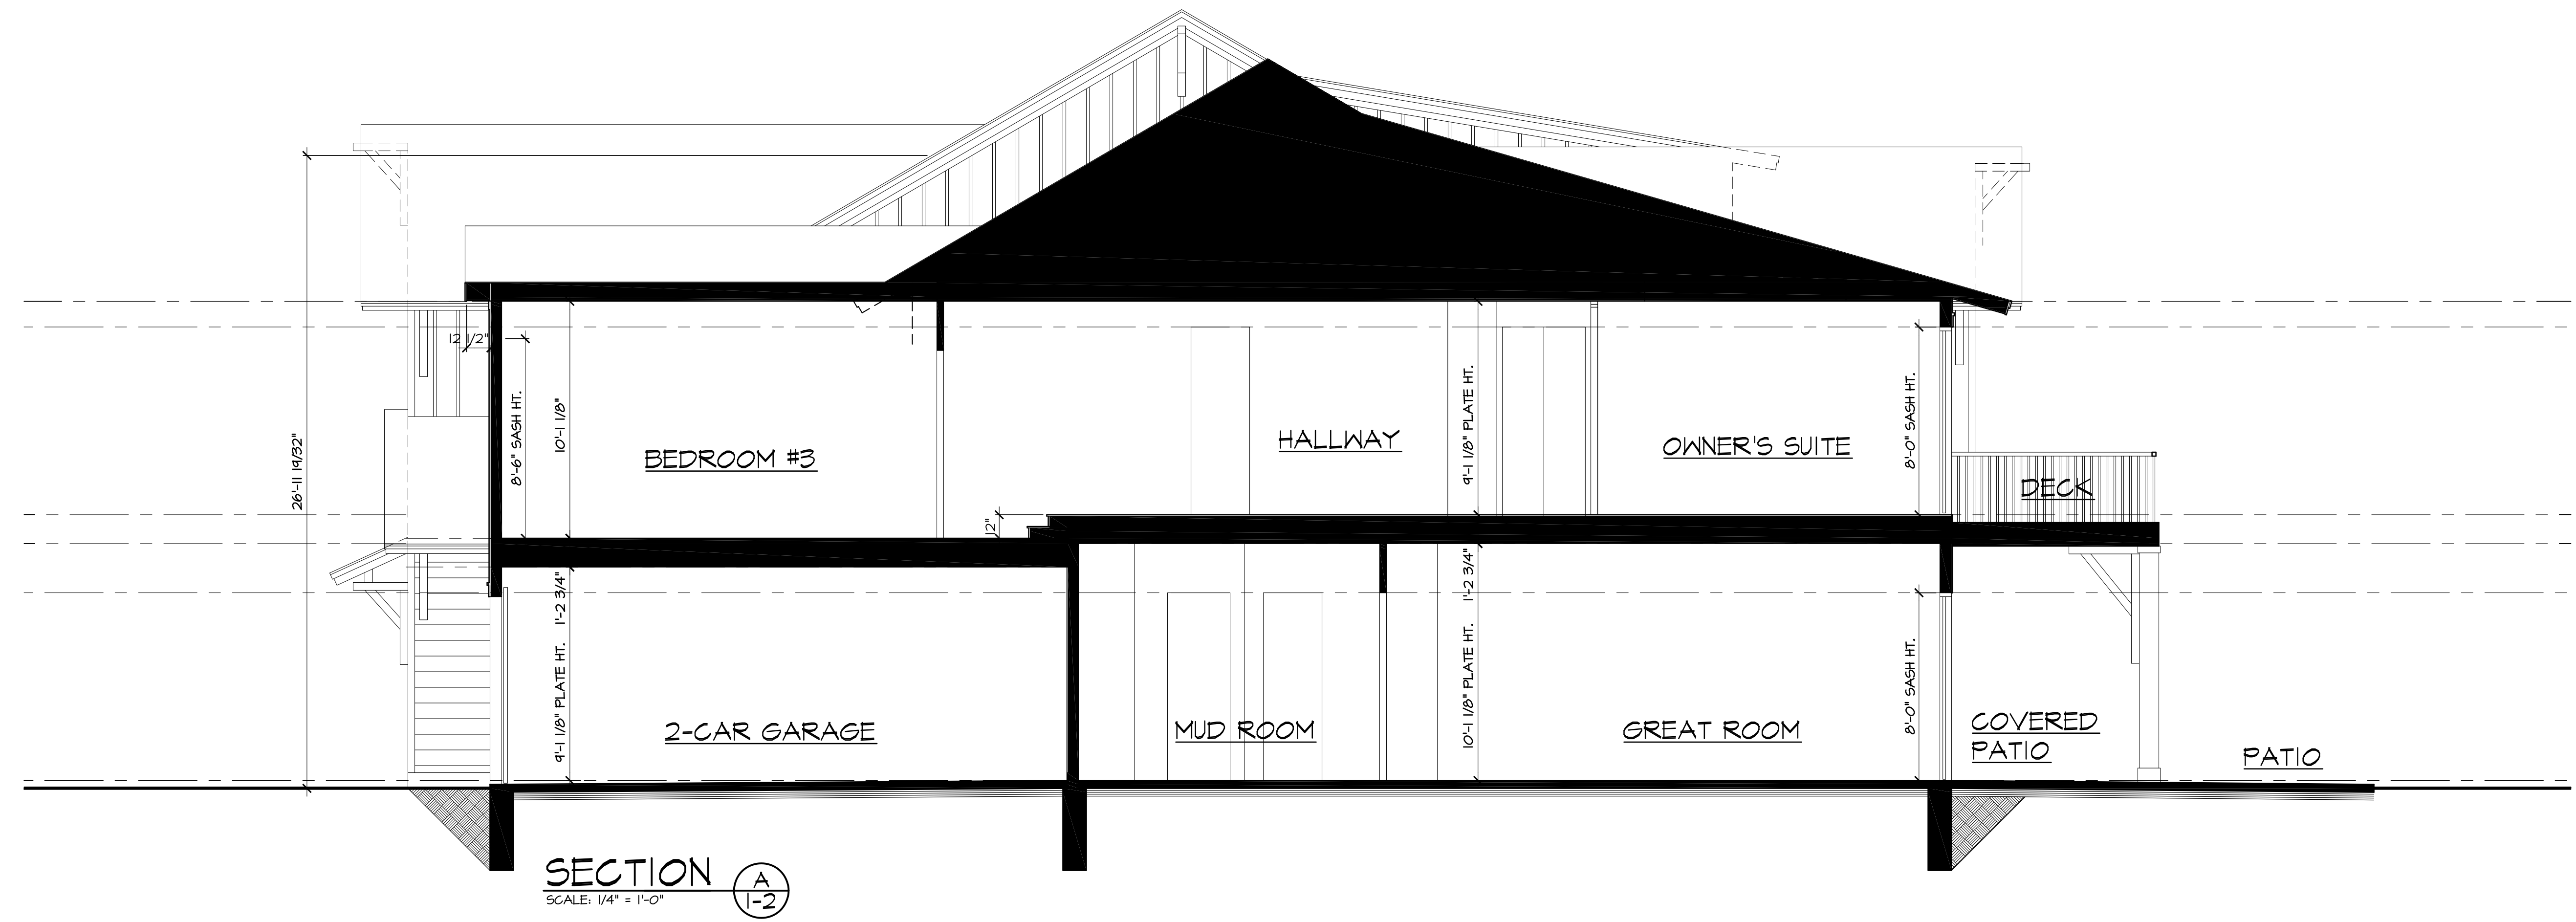 12 1/2"
26'-11 19/32"
8'-6" SASH HT.
10'-1 1/8"
BEDROOM #3
12"
HALLWAY
9'-1 1/8" PLATE HT.
OWNER'S SUITE
8'-0" SASH HT.
DECK
1'-2 3/4"
9'-1 1/8" PLATE HT.
2-CAR GARAGE
MUD ROOM
1'-2 3/4"
10'-1 1/8" PLATE HT.
GREAT ROOM
8'-0" SASH HT.
COVERED
PATIO
PATIO
SECTION
SCALE: 1/4" = 1'-0"
A
1-2